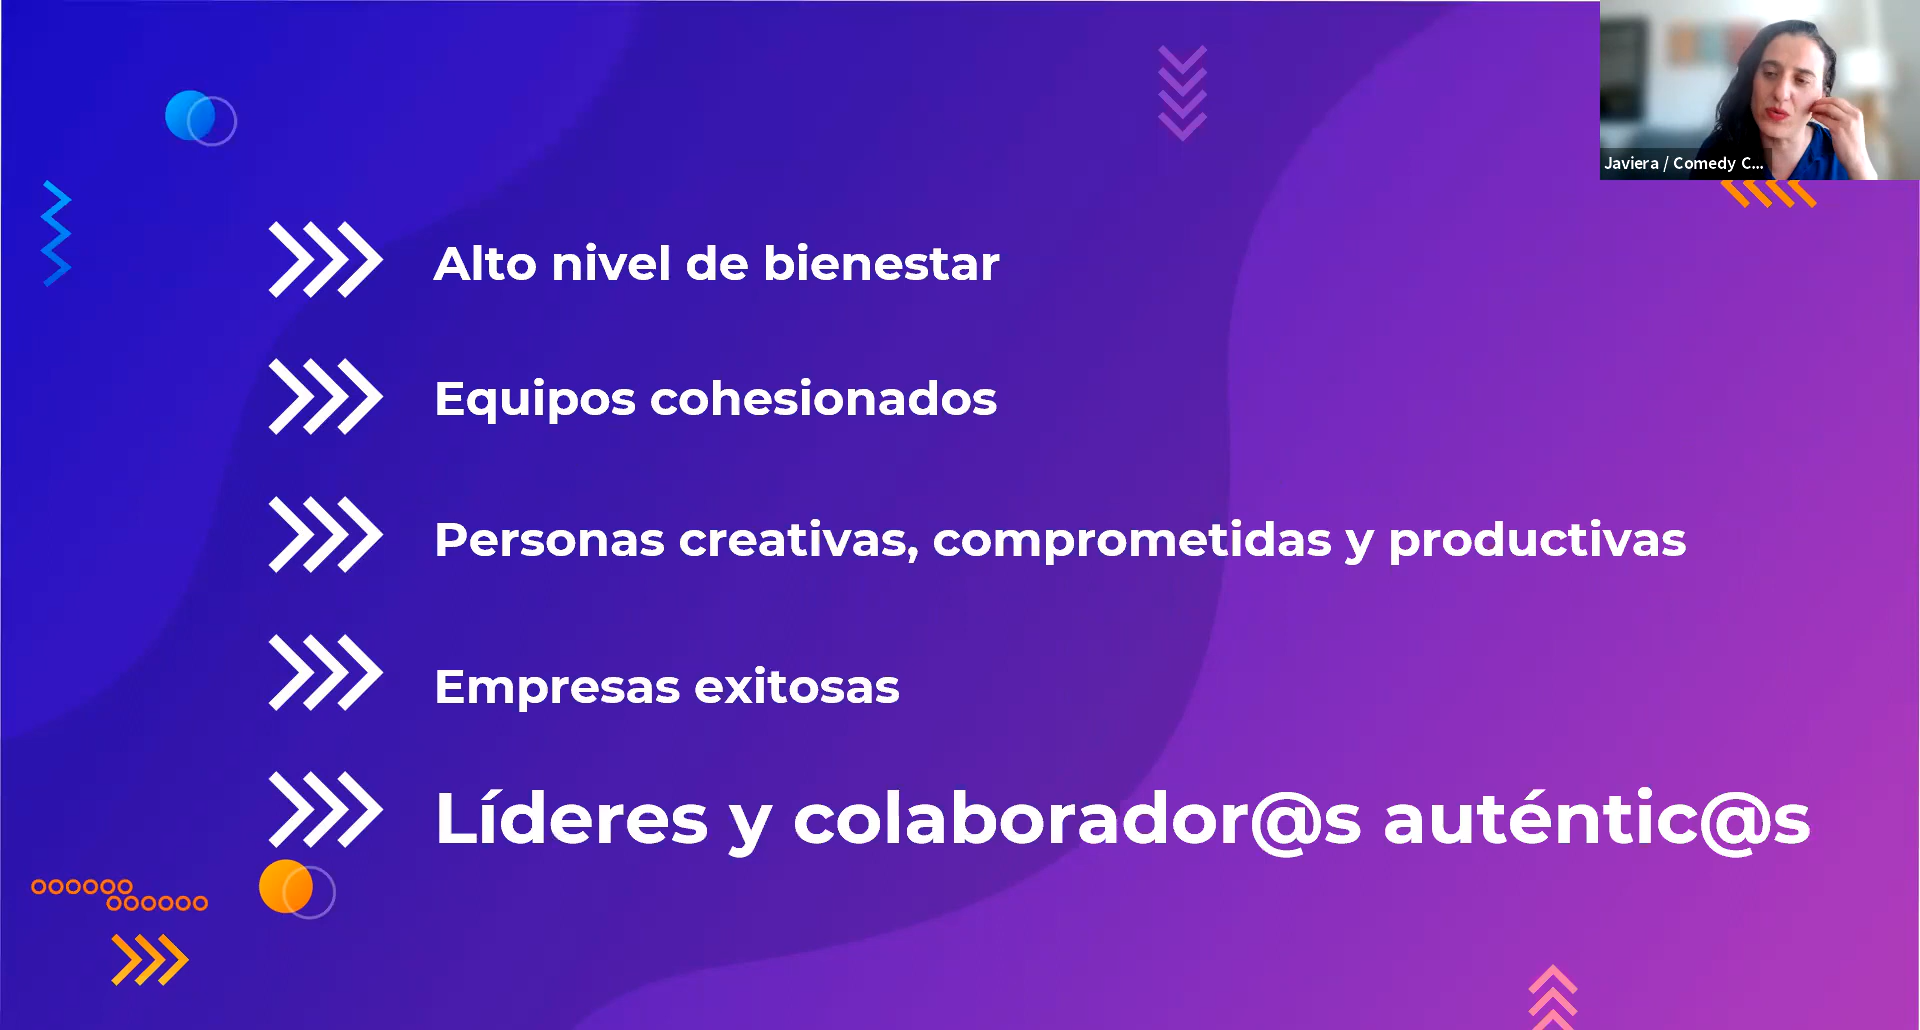 Javiera / Comedy C...
Alto nivel de bienestar
Equipos cohesionados
Personas creativas, comprometidas y productivas
Empresas exitosas
Líderes y colaborador@s auténtic@s